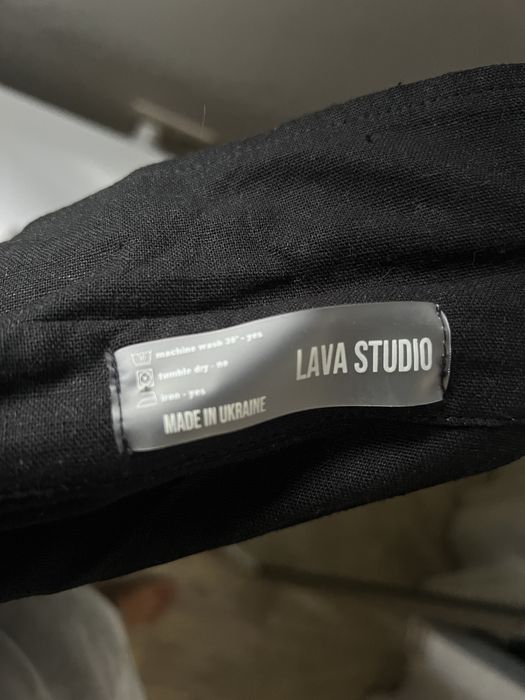 machine wash 30° - yes
tumble dry - no
iron - yes
MADE IN UKRAINE
LAVA STUDIO